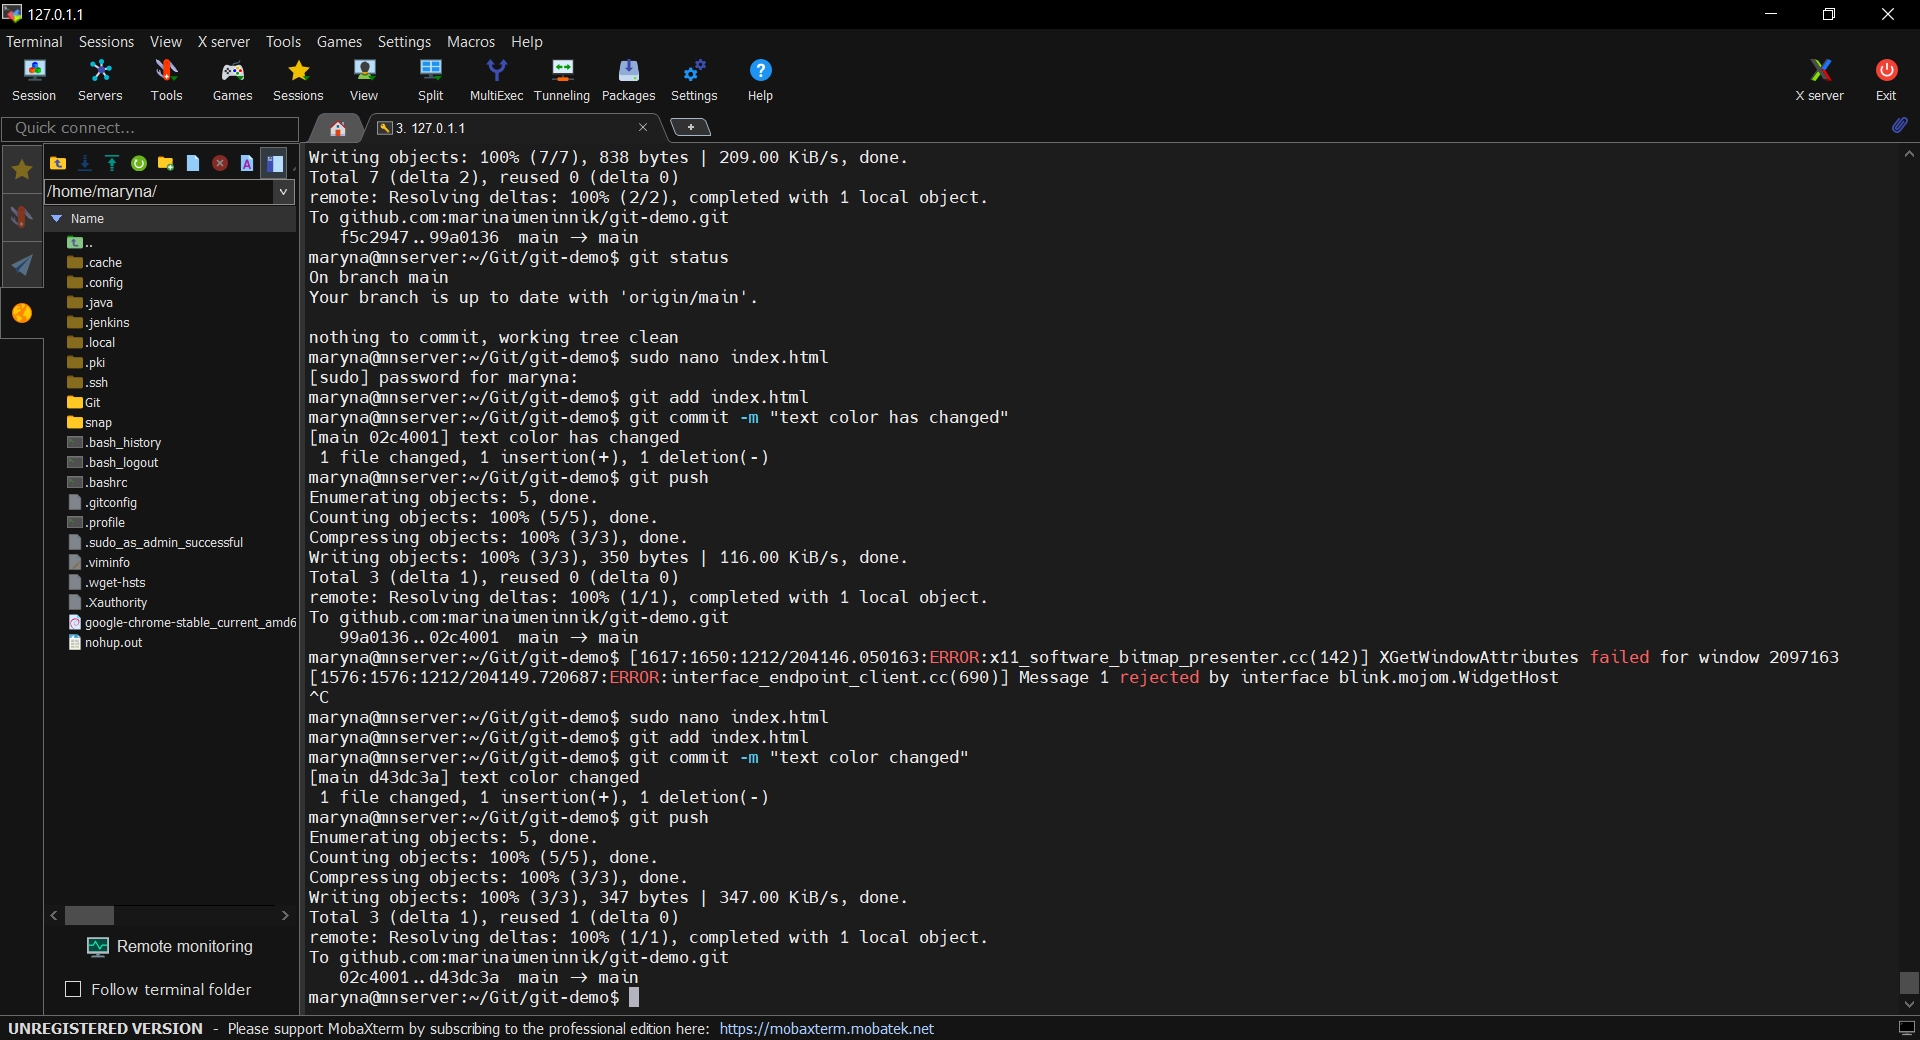 127.0.1.1
Terminal Sessions View X server Tools Games Settings Macros Help
Session Servers Tools Games Sessions View Split MultiExec Tunneling Packages Settings Help X server Exit
Quick connect...
3. 127.0.1.1
/home/maryna/
Name
..
.cache
.config
.java
.jenkins
.local
.pki
.ssh
Git
snap
.bash_history
.bash_logout
.bashrc
.gitconfig
.profile
.sudo_as_admin_successful
.viminfo
.wget-hsts
.Xauthority
google-chrome-stable_current_amd6
nohup.out
Remote monitoring
Follow terminal folder
Writing objects: 100% (7/7), 838 bytes | 209.00 KiB/s, done.
Total 7 (delta 2), reused 0 (delta 0)
remote: Resolving deltas: 100% (2/2), completed with 1 local object.
To github.com:marinaimeninnik/git-demo.git
f5c2947..99a0136 main -> main
maryna@mnserver:~/Git/git-demo$ git status
On branch main
Your branch is up to date with 'origin/main'.
nothing to commit, working tree clean
maryna@mnserver:~/Git/git-demo$ sudo nano index.html
[sudo] password for maryna:
maryna@mnserver:~/Git/git-demo$ git add index.html
maryna@mnserver:~/Git/git-demo$ git commit -m "text color has changed"
[main 02c4001] text color has changed
1 file changed, 1 insertion(+), 1 deletion(-)
maryna@mnserver:~/Git/git-demo$ git push
Enumerating objects: 5, done.
Counting objects: 100% (5/5), done.
Compressing objects: 100% (3/3), done.
Writing objects: 100% (3/3), 350 bytes | 116.00 KiB/s, done.
Total 3 (delta 1), reused 0 (delta 0)
remote: Resolving deltas: 100% (1/1), completed with 1 local object.
To github.com:marinaimeninnik/git-demo.git
99a0136..02c4001 main -> main
maryna@mnserver:~/Git/git-demo$ [1617:1650:1212/204146.050163:ERROR:x11_software_bitmap_presenter.cc(142)] XGetWindowAttributes failed for window 2097163
[1576:1576:1212/204149.720687:ERROR:interface_endpoint_client.cc(690)] Message 1 rejected by interface blink.mojom.WidgetHost
^C
maryna@mnserver:~/Git/git-demo$ sudo nano index.html
maryna@mnserver:~/Git/git-demo$ git add index.html
maryna@mnserver:~/Git/git-demo$ git commit -m "text color changed"
[main d43dc3a] text color changed
1 file changed, 1 insertion(+), 1 deletion(-)
maryna@mnserver:~/Git/git-demo$ git push
Enumerating objects: 5, done.
Counting objects: 100% (5/5), done.
Compressing objects: 100% (3/3), done.
Writing objects: 100% (3/3), 347 bytes | 347.00 KiB/s, done.
Total 3 (delta 1), reused 1 (delta 0)
remote: Resolving deltas: 100% (1/1), completed with 1 local object.
To github.com:marinaimeninnik/git-demo.git
02c4001..d43dc3a main -> main
maryna@mnserver:~/Git/git-demo$
UNREGISTERED VERSION - Please support MobaXterm by subscribing to the professional edition here: https://mobaxterm.mobatek.net